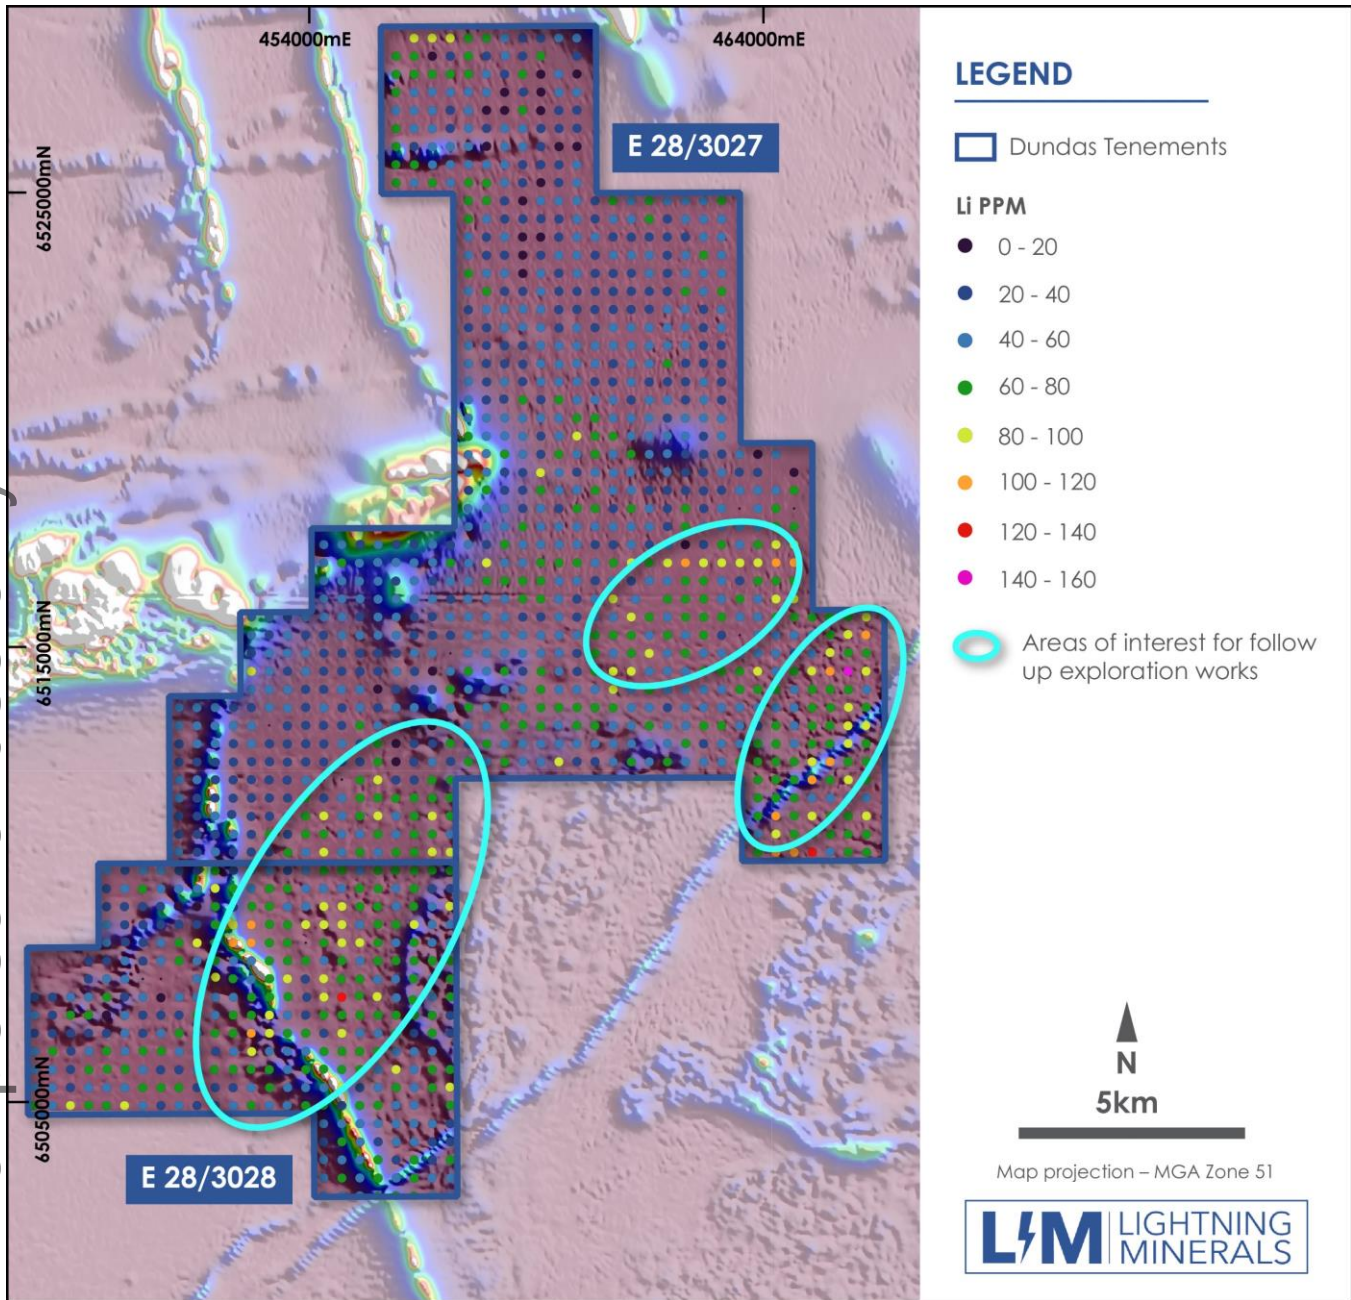 454000mE
464000mE
6525000mN
6515000mN
6505000mN
E 28/3027
E 28/3028
LEGEND
Dundas Tenements
Li PPM
0 - 20
20 - 40
40 - 60
60 - 80
80 - 100
100 - 120
120 - 140
140 - 160
Areas of interest for follow
up exploration works
N
5km
Map projection – MGA Zone 51
LM LIGHTNING
MINERALS